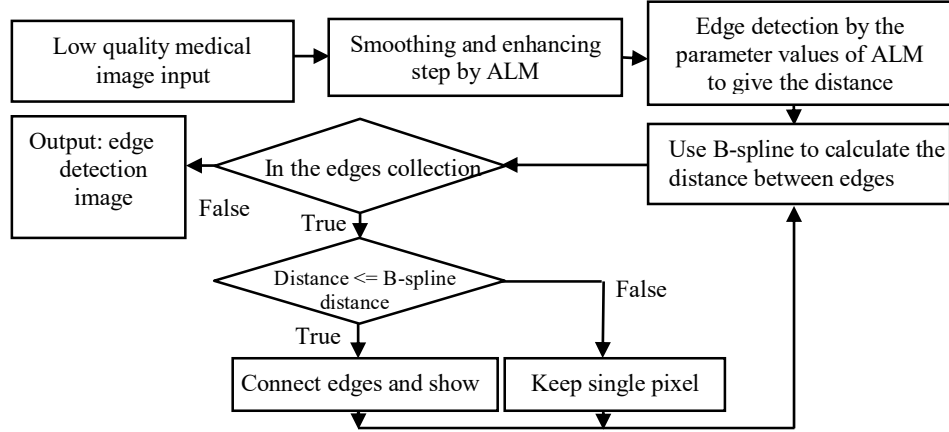 Low quality medical
image input
Smoothing and enhancing
step by ALM
Edge detection by the
parameter values of ALM
to give the distance
Output: edge
detection
image
In the edges collection
Use B-spline to calculate the
distance between edges
False
True
Distance <= B-spline
distance
False
True
Connect edges and show
Keep single pixel